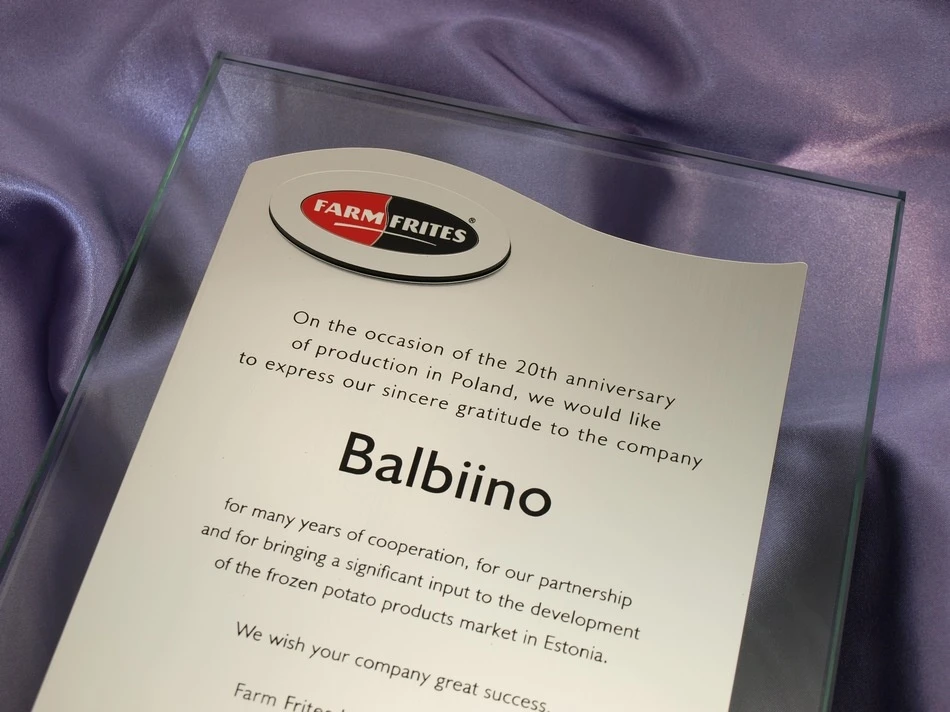 FARM FRITES ®
On the occasion of the 20th anniversary
of production in Poland, we would like
to express our sincere gratitude to the company
Balbiino
for many years of cooperation, for our partnership
and for bringing a significant input to the development
of the frozen potato products market in Estonia.
We wish your company great success.
Farm Frites